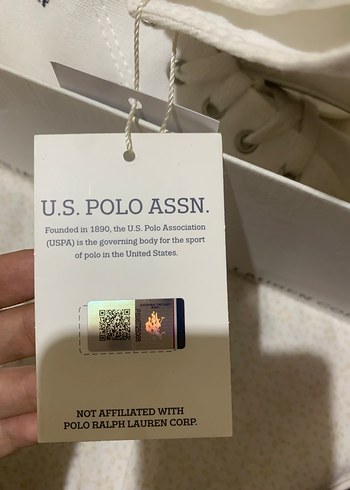 U.S. POLO ASSN.
Founded in 1890, the U.S. Polo Association
(USPA) is the governing body for the sport
of polo in the United States.
NOT AFFILIATED WITH
POLO RALPH LAUREN CORP.
LAUREN